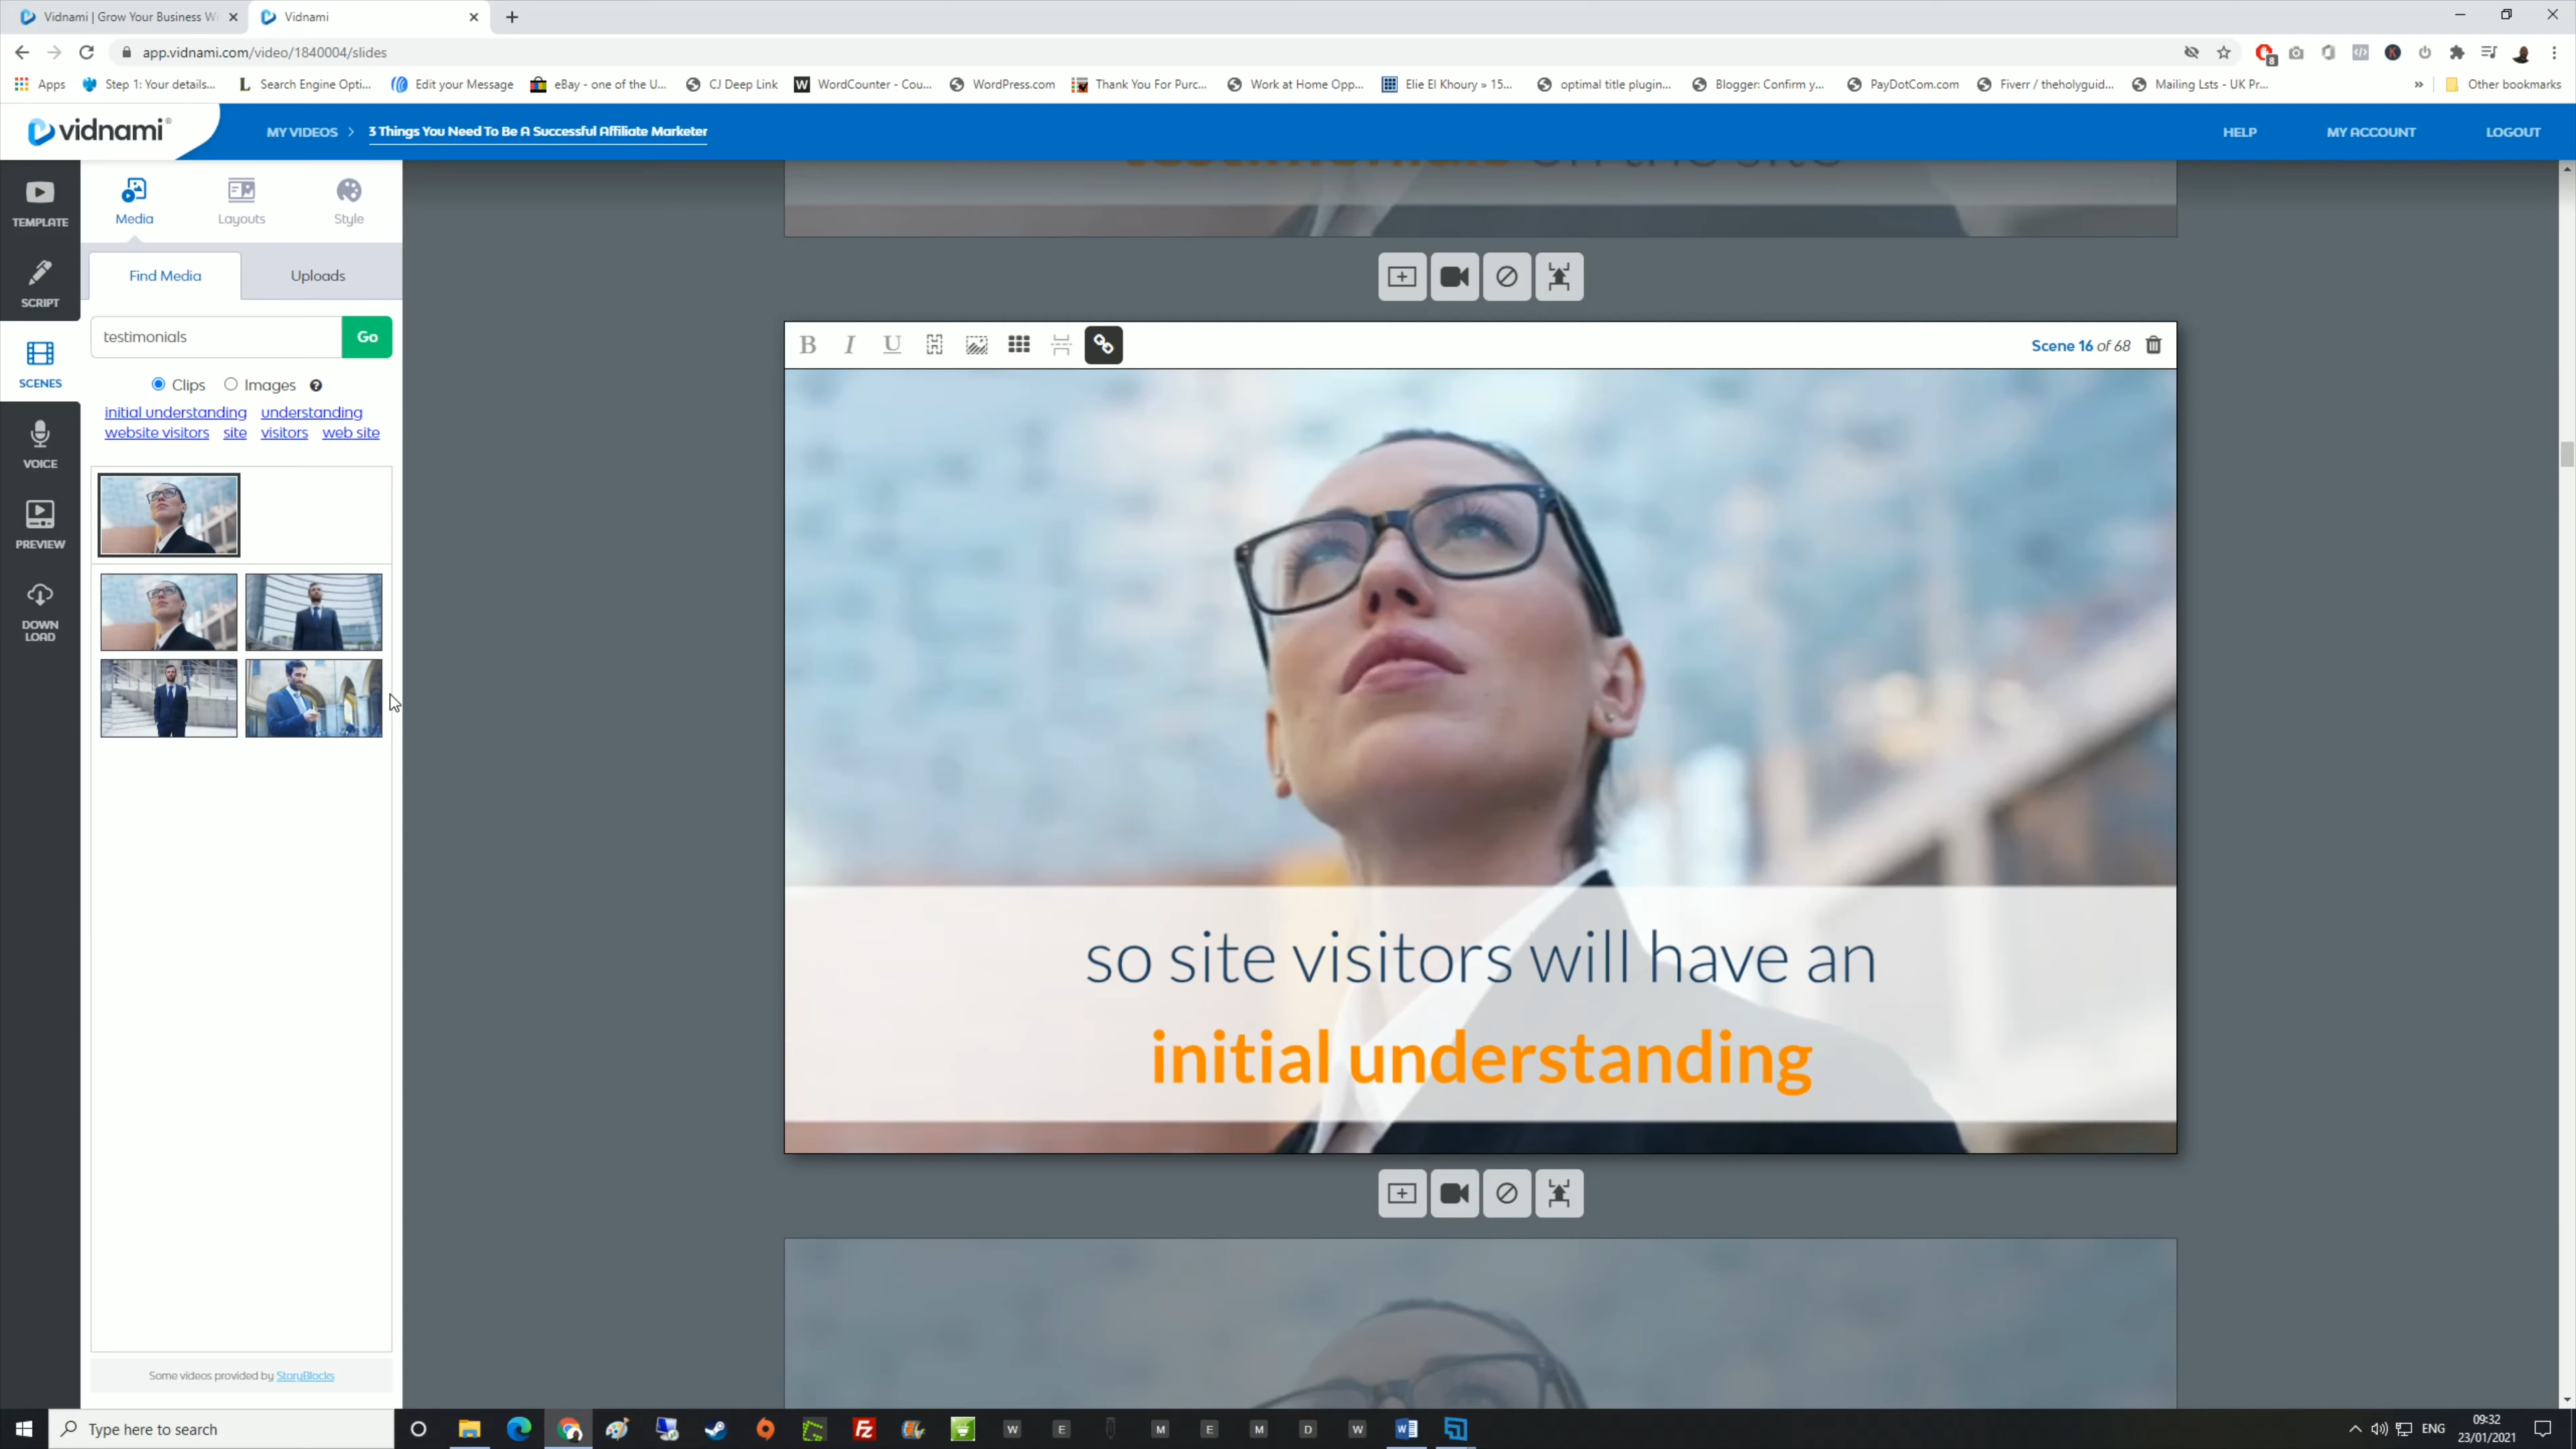 Vidnami | Grow Your Business Wi
Vidnami
app.vidnami.com/video/1840004/slides
8
Apps
Step 1: Your details...
Search Engine Opti...
Edit your Message
eBay - one of the U...
CJ Deep Link
WordCounter - Cou...
WordPress.com
Thank You For Purc...
Work at Home Opp...
Elie El Khoury » 15...
optimal title plugin...
Blogger: Confirm y...
PayDotCom.com
Fiverr / theholyguid...
Mailing Lsts - UK Pr...
»
Other bookmarks
vidnami®
MY VIDEOS > 3 Things You Need To Be A Successful Affiliate Marketer
HELP
MY ACCOUNT
LOGOUT
TEMPLATE
SCRIPT
SCENES
VOICE
PREVIEW
DOWN
LOAD
Media
Layouts
Style
Find Media
Uploads
testimonials
Go
Clips
Images
?
initial understanding understanding
website visitors site visitors web site
Some videos provided by StoryBlocks
testimonials on the site
B I U
Scene 16 of 68
so site visitors will have an
initial understanding
Type here to search
W
E
M
E
M
D
W
ENG
09:32
23/01/2021